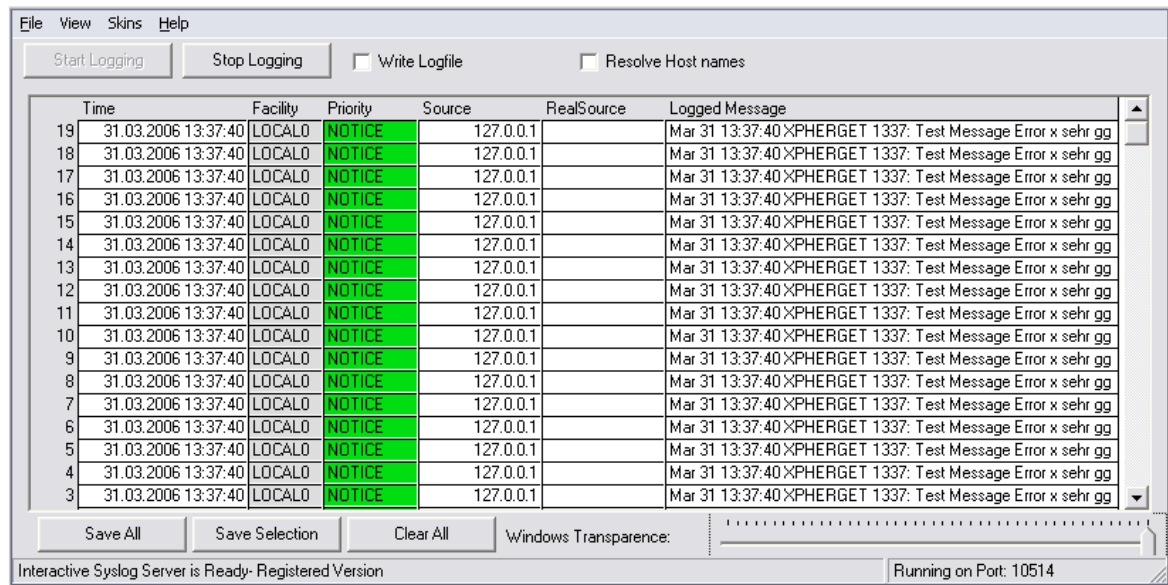 File View Skins Help
Start Logging Stop Logging Write Logfile Resolve Host names
Time Facility Priority Source RealSource Logged Message
19 31.03.2006 13:37:40 LOCAL0 NOTICE 127.0.0.1 Mar 31 13:37:40 XPHERGET 1337: Test Message Error x sehr gg
18 31.03.2006 13:37:40 LOCAL0 NOTICE 127.0.0.1 Mar 31 13:37:40 XPHERGET 1337: Test Message Error x sehr gg
17 31.03.2006 13:37:40 LOCAL0 NOTICE 127.0.0.1 Mar 31 13:37:40 XPHERGET 1337: Test Message Error x sehr gg
16 31.03.2006 13:37:40 LOCAL0 NOTICE 127.0.0.1 Mar 31 13:37:40 XPHERGET 1337: Test Message Error x sehr gg
15 31.03.2006 13:37:40 LOCAL0 NOTICE 127.0.0.1 Mar 31 13:37:40 XPHERGET 1337: Test Message Error x sehr gg
14 31.03.2006 13:37:40 LOCAL0 NOTICE 127.0.0.1 Mar 31 13:37:40 XPHERGET 1337: Test Message Error x sehr gg
13 31.03.2006 13:37:40 LOCAL0 NOTICE 127.0.0.1 Mar 31 13:37:40 XPHERGET 1337: Test Message Error x sehr gg
12 31.03.2006 13:37:40 LOCAL0 NOTICE 127.0.0.1 Mar 31 13:37:40 XPHERGET 1337: Test Message Error x sehr gg
11 31.03.2006 13:37:40 LOCAL0 NOTICE 127.0.0.1 Mar 31 13:37:40 XPHERGET 1337: Test Message Error x sehr gg
10 31.03.2006 13:37:40 LOCAL0 NOTICE 127.0.0.1 Mar 31 13:37:40 XPHERGET 1337: Test Message Error x sehr gg
9 31.03.2006 13:37:40 LOCAL0 NOTICE 127.0.0.1 Mar 31 13:37:40 XPHERGET 1337: Test Message Error x sehr gg
8 31.03.2006 13:37:40 LOCAL0 NOTICE 127.0.0.1 Mar 31 13:37:40 XPHERGET 1337: Test Message Error x sehr gg
7 31.03.2006 13:37:40 LOCAL0 NOTICE 127.0.0.1 Mar 31 13:37:40 XPHERGET 1337: Test Message Error x sehr gg
6 31.03.2006 13:37:40 LOCAL0 NOTICE 127.0.0.1 Mar 31 13:37:40 XPHERGET 1337: Test Message Error x sehr gg
5 31.03.2006 13:37:40 LOCAL0 NOTICE 127.0.0.1 Mar 31 13:37:40 XPHERGET 1337: Test Message Error x sehr gg
4 31.03.2006 13:37:40 LOCAL0 NOTICE 127.0.0.1 Mar 31 13:37:40 XPHERGET 1337: Test Message Error x sehr gg
3 31.03.2006 13:37:40 LOCAL0 NOTICE 127.0.0.1 Mar 31 13:37:40 XPHERGET 1337: Test Message Error x sehr gg
Save All Save Selection Clear All Windows Transparence:
Interactive Syslog Server is Ready- Registered Version Running on Port: 10514